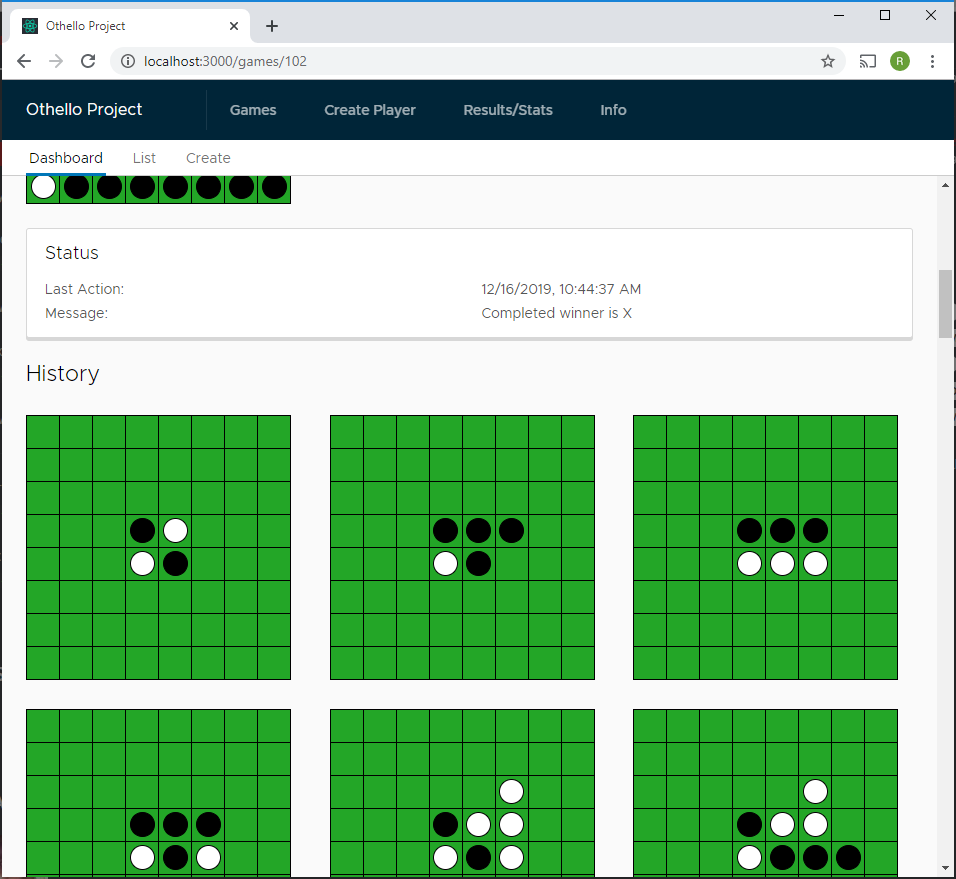 Othello Project
localhost:3000/games/102
R
Othello Project Games Create Player Results/Stats Info
Dashboard List Create
Status
Last Action: 12/16/2019, 10:44:37 AM
Message: Completed winner is X
History